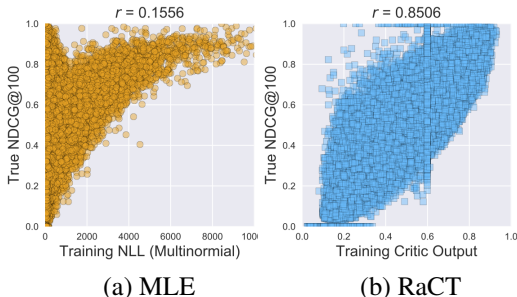 r = 0.1556
True NDCG@100
1.0
0.8
0.6
0.4
0.2
0.0
0 2000 4000 6000 8000 1000
Training NLL (Multinormial)
(a) MLE
r = 0.8506
True NDCG@100
1.0
0.8
0.6
0.4
0.2
0.0
0.0 0.2 0.4 0.6 0.8 1.0
Training Critic Output
(b) RaCT